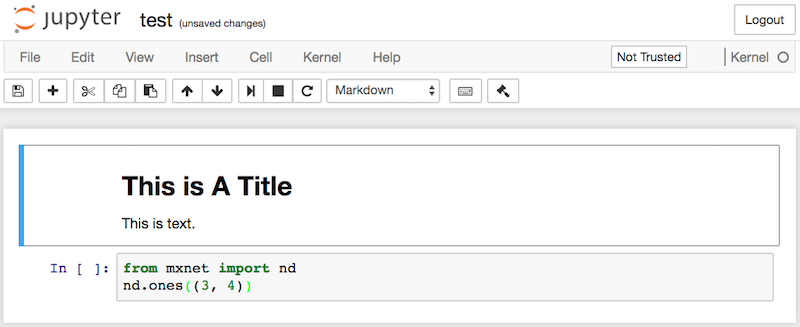 jupyter test (unsaved changes) Logout
File Edit View Insert Cell Kernel Help Not Trusted Kernel
Markdown
This is A Title
This is text.
In [ ]: from mxnet import nd
nd.ones((3, 4))